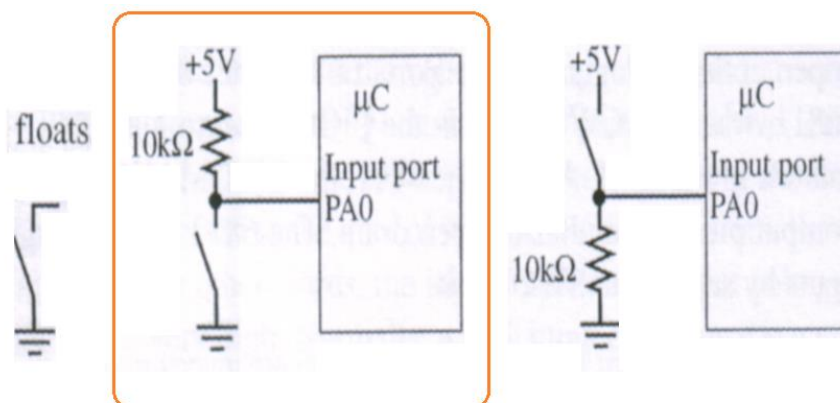 floats
+5V
10kΩ
μC
Input port
PA0
+5V
10kΩ
μC
Input port
PA0